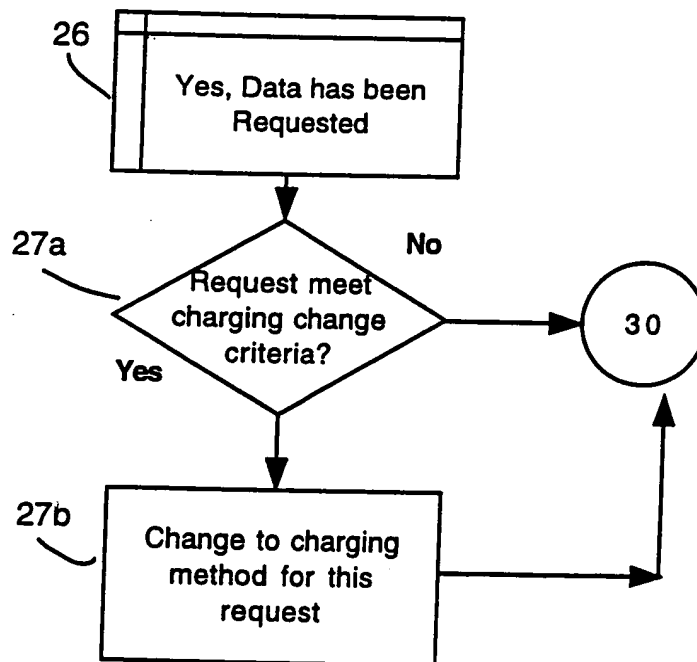 26
Yes, Data has been
Requested
27a
No
Request meet
charging change
criteria?
30
Yes
27b
Change to charging
method for this
request